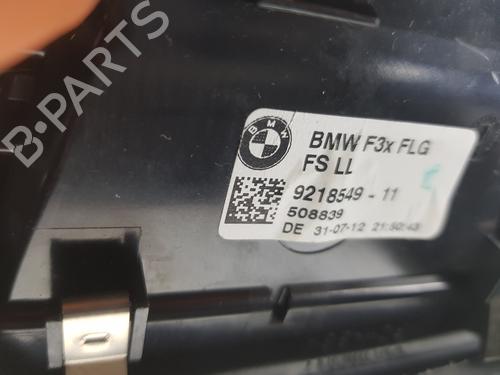 BMW
BMW F3x FLG
FS LL
9218549 - 11
508839
DE 31-07-12 21:50:43
B-PARTS